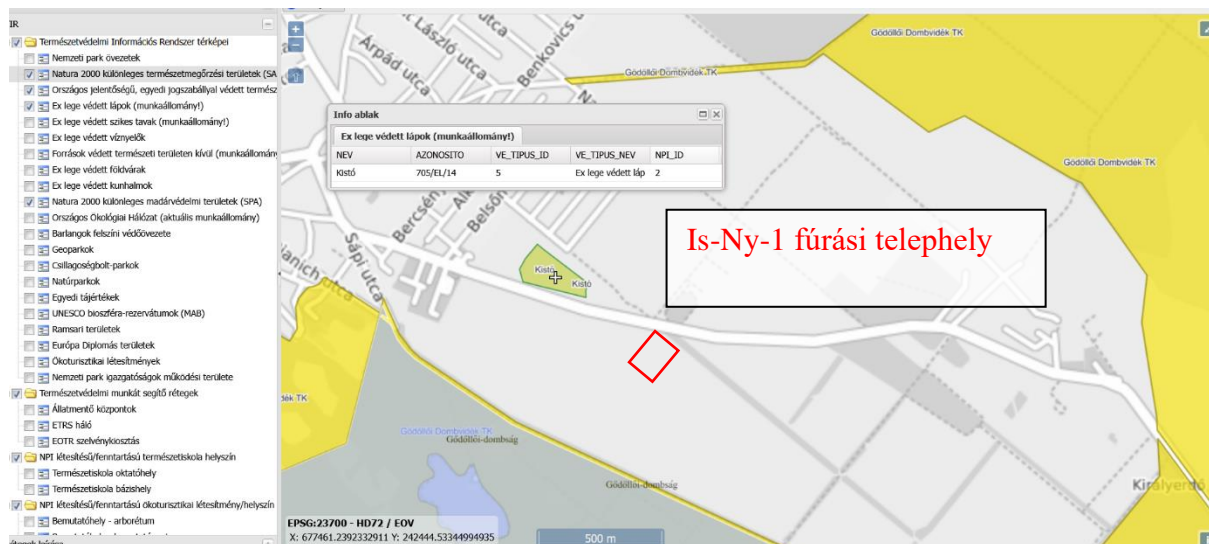 IR
Természetvédelmi Információs Rendszer térképei
Nemzeti park övezetek
Natura 2000 különleges természetmegőrzési területek (SA
Országos jelentőségű, egyedi jogszabállyal védett termész
Ex lege védett lápok (munkaállomány!)
Ex lege védett szikes tavak (munkaállomány!)
Ex lege védett víznyelők
Források védett természeti területen kívül (munkaállomány
Ex lege védett földvárak
Ex lege védett kunhalmok
Natura 2000 különleges madárvédelmi területek (SPA)
Országos Ökológiai Hálózat (aktuális munkaállomány)
Barlangok felszíni védőövezete
Geoparkok
Csillagoségbolt-parkok
Natúrparkok
Egyedi tájértékek
UNESCO bioszféra-rezervátumok (MAB)
Ramsari területek
Európa Diplomás területek
Ökoturisztikai létesítmények
Nemzeti park igazgatóságok működési területe
Természetvédelmi munkát segítő rétegek
Állatmentő központok
ETRS háló
EOTR szelvénykiosztás
NPI létesítésű/fenntartású természetiskola helyszín
Természetiskola oktatóhely
Természetiskola bázishely
NPI létesítésű/fenntartású ökoturisztikai létesítmény/helyszín
Bemutatóhely - arborétum
László utca
Árpád utca
Benkovics
utca
Gödöllői Dombvidék TK
Gödöllői Dombvidék TK
Gödöllői Dombvidék TK
Info ablak
Ex lege védett lápok (munkaállomány!)
NEV AZONOSITO VE_TIPUS_ID VE_TIPUS_NEV NPI_ID
Kistó 705/EL/14 5 Ex lege védett láp 2
Is-Ny-1 fúrási telephely
Sápi utca
Kistó
Kistó
dék TK
Gödöllői Dombvidék TK
Gödöllői-dombság
Gödöllői-dombság
Királyerdő
EPSG:23700 - HD72 / EOV
X: 677461.2392332911 Y: 242444.53344994935
500 m